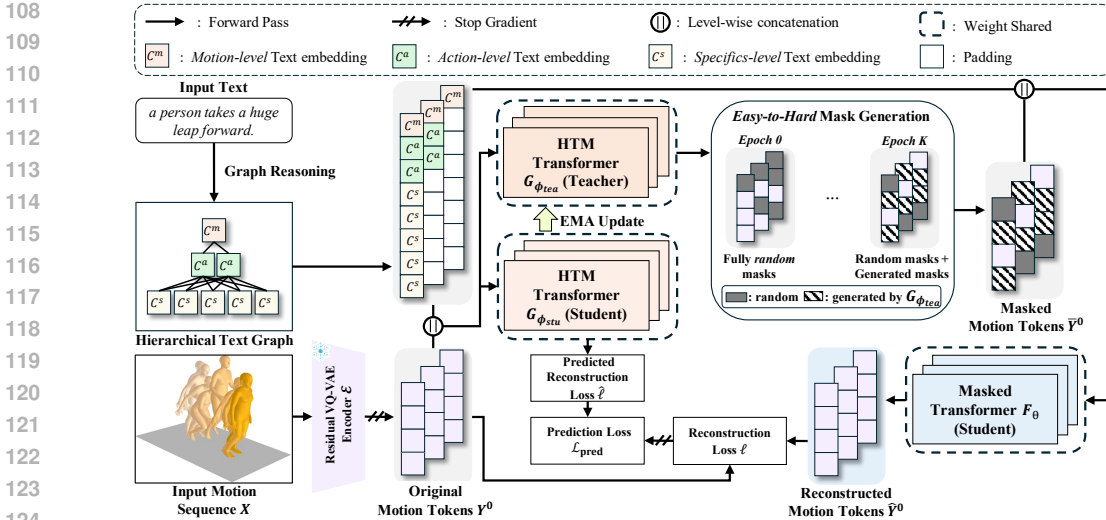 108
109
110
111
112
113
114
115
116
117
118
119
120
121
122
123
124
: Forward Pass
: Stop Gradient
: Level-wise concatenation
: Weight Shared
C^m : Motion-level Text embedding
C^a : Action-level Text embedding
C^s : Specifics-level Text embedding
: Padding
Input Text
a person takes a huge
leap forward.
Graph Reasoning
C^m
C^a C^a
C^s C^s C^s C^s C^s
Hierarchical Text Graph
C^m
C^m
C^m
C^a
C^a
C^a
C^a
C^s
C^s
C^s
C^s
C^s
HTM
Transformer
G_ϕtea (Teacher)
EMA Update
HTM
Transformer
G_ϕstu (Student)
Easy-to-Hard Mask Generation
Epoch 0
Epoch K
...
Fully random
masks
Random masks +
Generated masks
: random
: generated by G_ϕtea
Masked
Motion Tokens Ȳ⁰
Input Motion
Sequence X
Residual VQ-VAE
Encoder ℰ
Original
Motion Tokens Y⁰
Predicted
Reconstruction
Loss ℓ̂
Prediction Loss
ℒ_pred
Reconstruction
Loss ℓ
Reconstructed
Motion Tokens Ŷ⁰
Masked
Transformer F_θ
(Student)